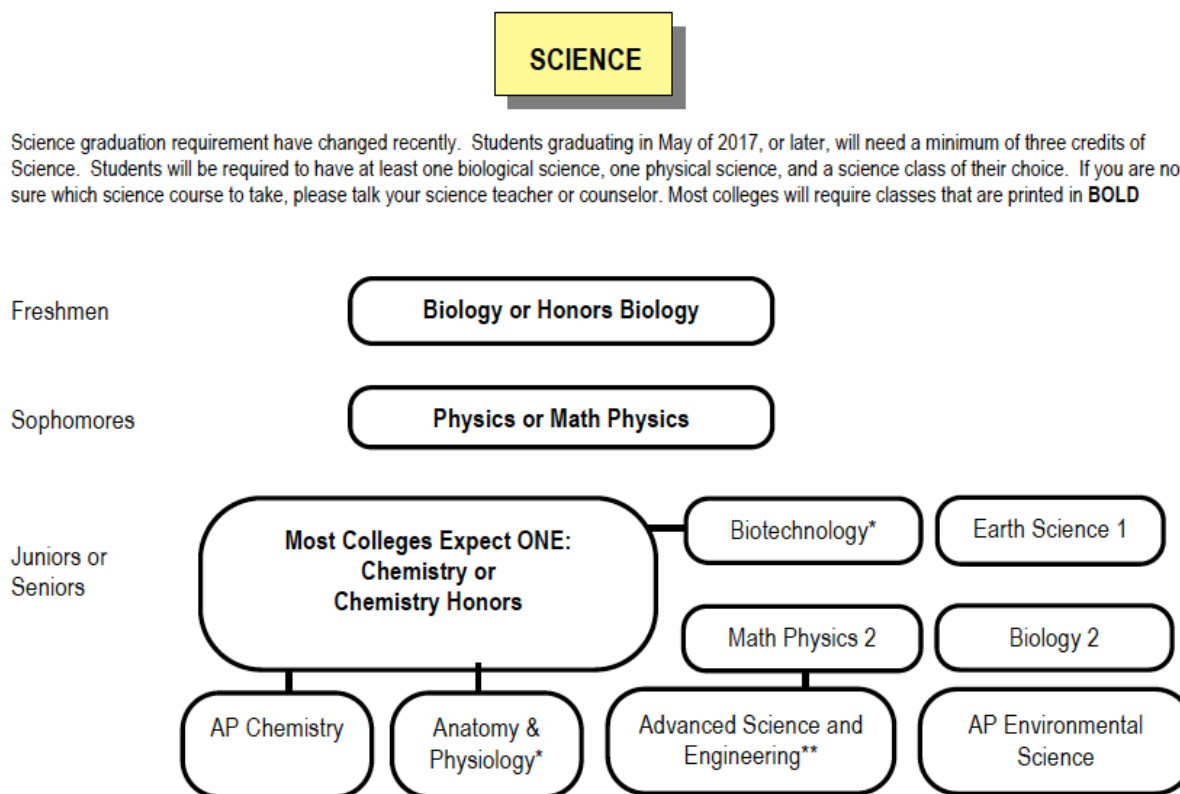 SCIENCE
Science graduation requirement have changed recently. Students graduating in May of 2017, or later, will need a minimum of three credits of
Science. Students will be required to have at least one biological science, one physical science, and a science class of their choice. If you are no
sure which science course to take, please talk your science teacher or counselor. Most colleges will require classes that are printed in BOLD
Freshmen
Biology or Honors Biology
Sophomores
Physics or Math Physics
Juniors or
Seniors
Most Colleges Expect ONE:
Chemistry or
Chemistry Honors
Biotechnology*
Earth Science 1
Math Physics 2
Biology 2
AP Chemistry
Anatomy &
Physiology*
Advanced Science and
Engineering**
AP Environmental
Science